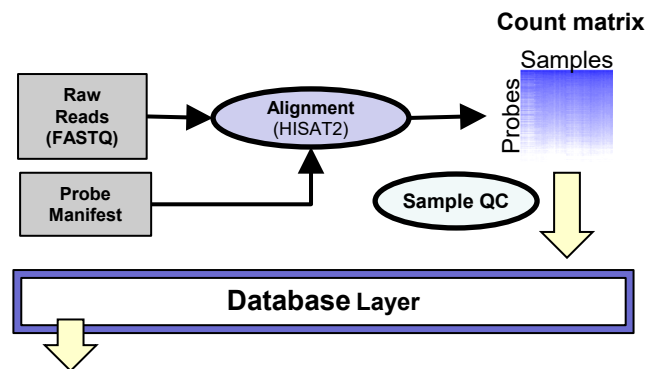 Count matrix
Samples
Probes
Raw
Reads
(FASTQ)
Alignment
(HISAT2)
Probe
Manifest
Sample QC
Database Layer